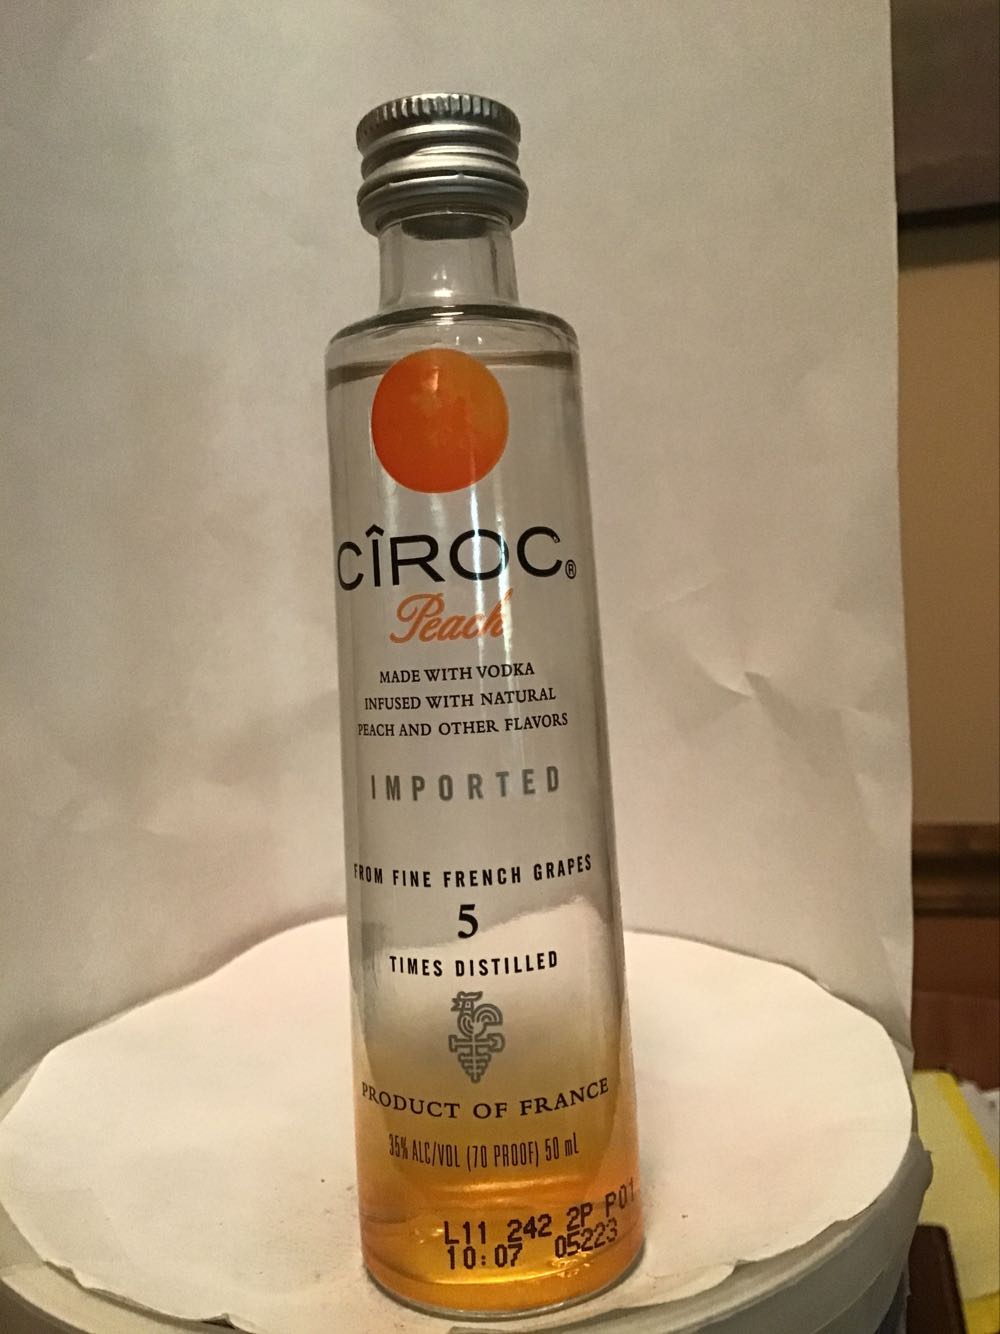 CÎROC®
Peach
MADE WITH VODKA
INFUSED WITH NATURAL
PEACH AND OTHER FLAVORS
IMPORTED
FROM FINE FRENCH GRAPES
5
TIMES DISTILLED
PRODUCT OF FRANCE
35% ALC/VOL (70 PROOF) 50 mL
L11 242 2P P01
10:07 05223